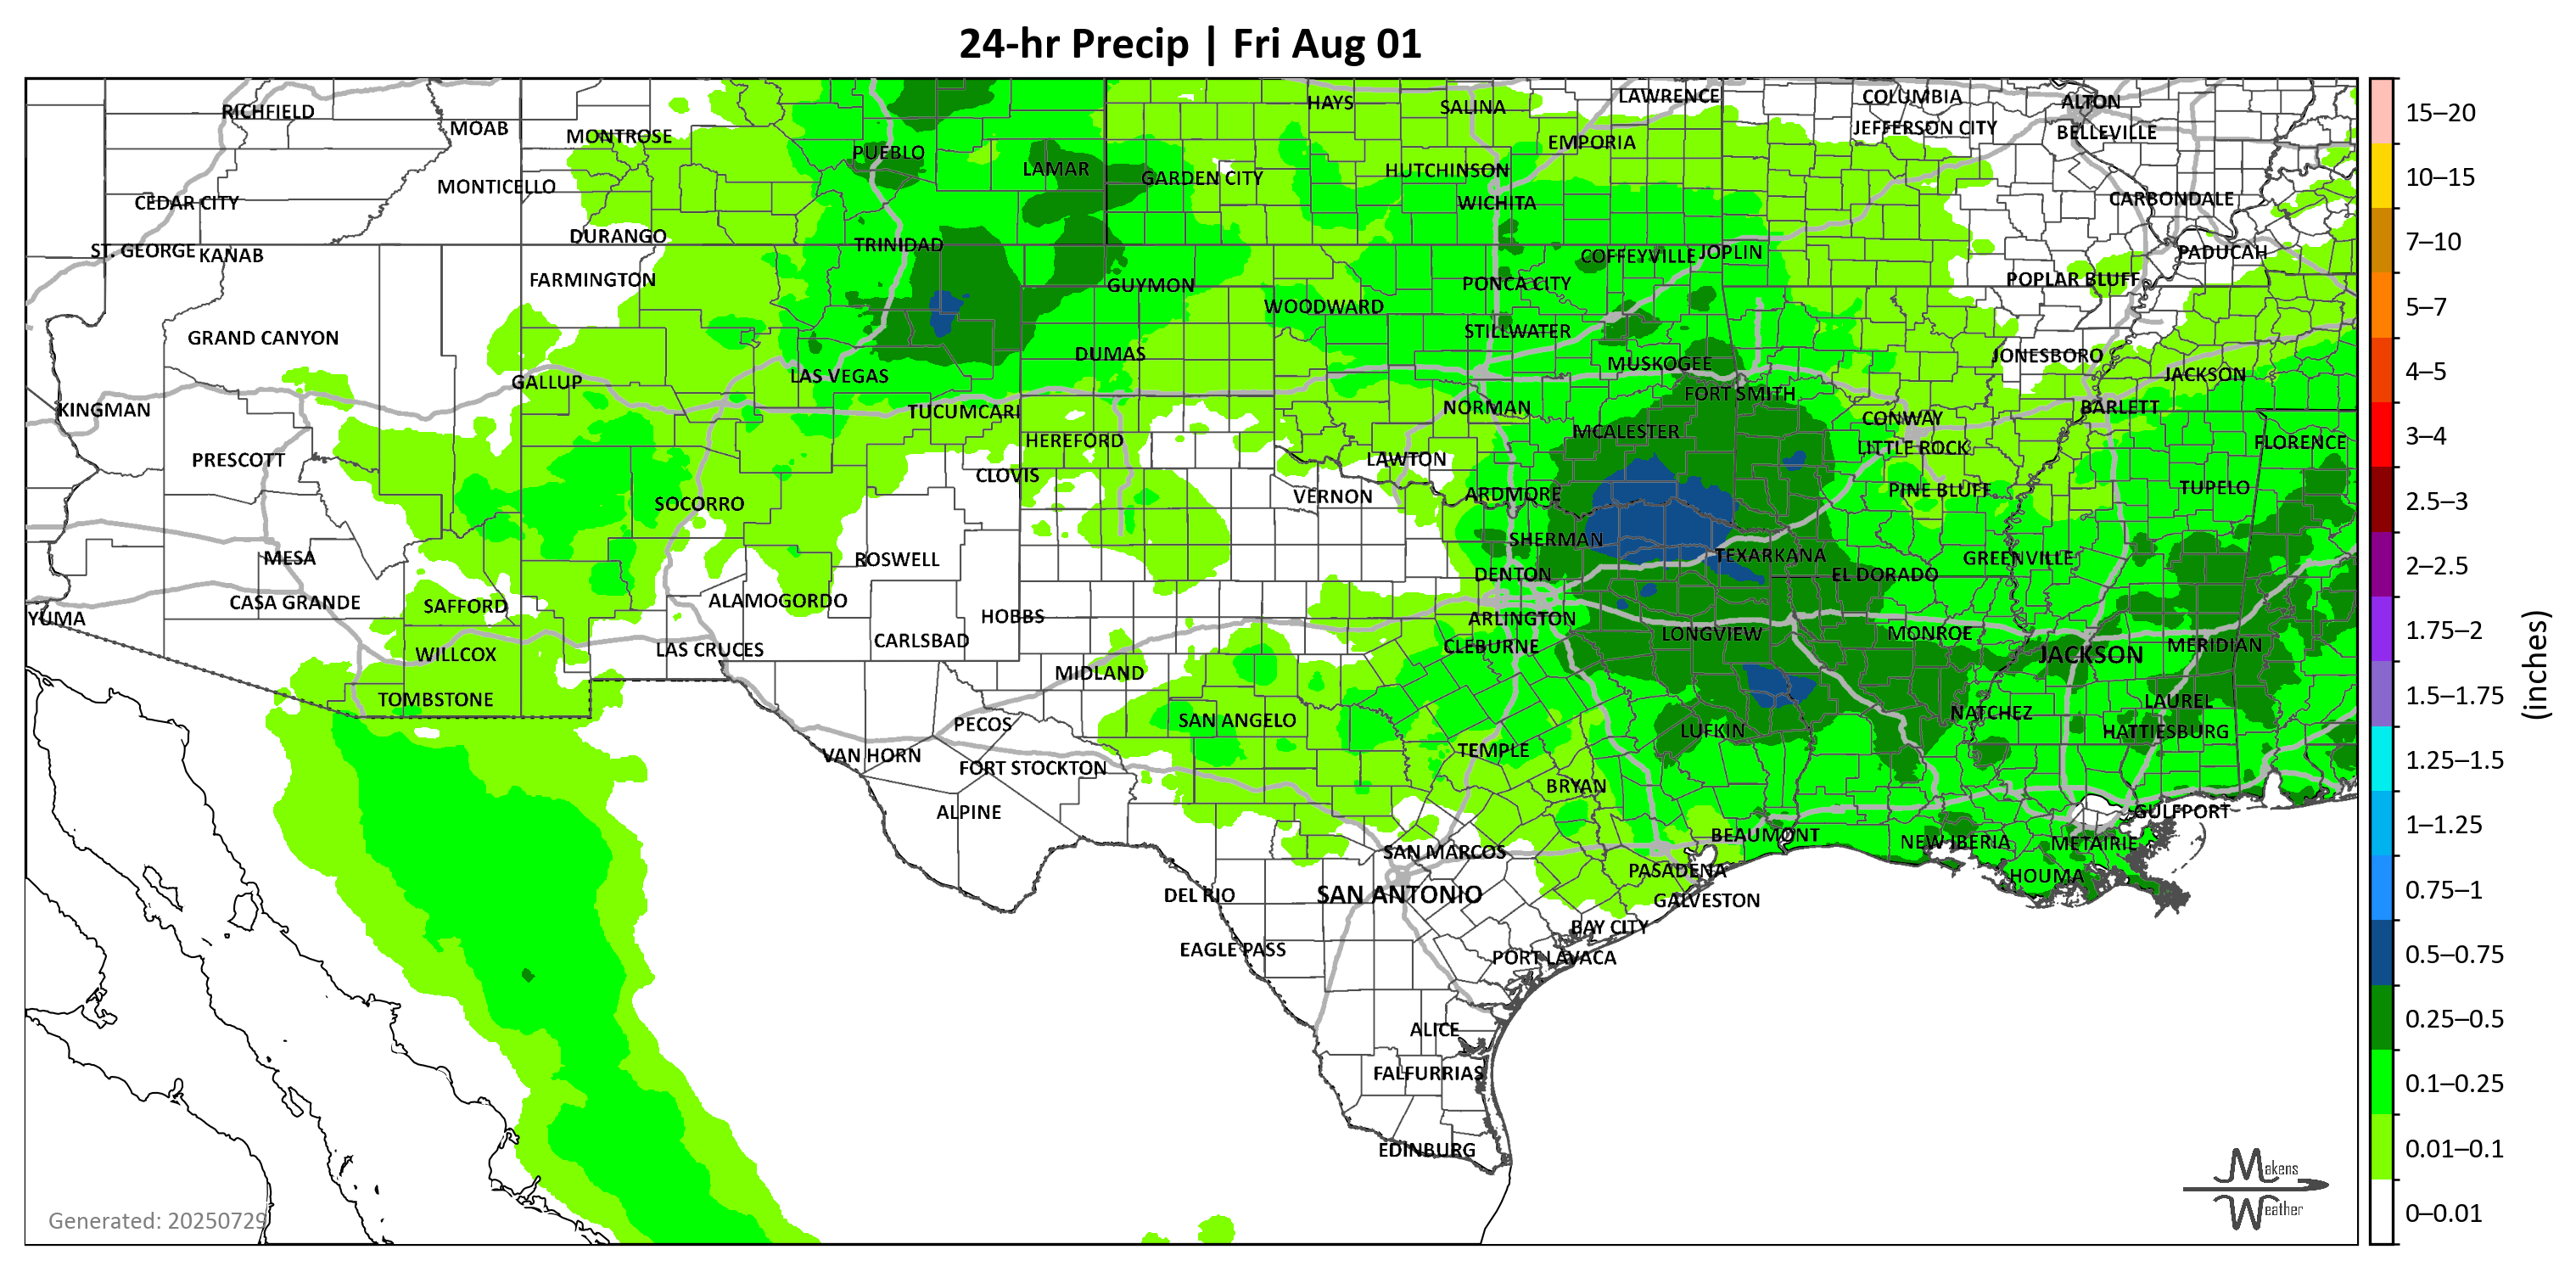 24-hr Precip | Fri Aug 01
RICHFIELD
MOAB
MONTROSE
PUEBLO
LAMAR
GARDEN CITY
HAYS
SALINA
LAWRENCE
EMPORIA
HUTCHINSON
WICHITA
COLUMBIA
JEFFERSON CITY
ALTON
BELLEVILLE
CARBONDALE
CEDAR CITY
MONTICELLO
ST. GEORGE
KANAB
DURANGO
TRINIDAD
FARMINGTON
GUYMON
WOODWARD
PONCA CITY
COFFEYVILLE
JOPLIN
POPLAR BLUFF
PADUCAH
GRAND CANYON
DUMAS
STILLWATER
MUSKOGEE
JONESBORO
JACKSON
KINGMAN
GALLUP
LAS VEGAS
TUCUMCARI
HEREFORD
NORMAN
FORT SMITH
MCALESTER
CONWAY
LITTLE ROCK
BARLETT
FLORENCE
PRESCOTT
SOCORRO
CLOVIS
VERNON
LAWTON
ARDMORE
PINE BLUFF
TUPELO
MESA
ROSWELL
SHERMAN
DENTON
TEXARKANA
EL DORADO
GREENVILLE
YUMA
CASA GRANDE
SAFFORD
ALAMOGORDO
HOBBS
CARLSBAD
ARLINGTON
CLEBURNE
LONGVIEW
MONROE
JACKSON
MERIDIAN
WILLCOX
LAS CRUCES
MIDLAND
TOMBSTONE
PECOS
SAN ANGELO
TEMPLE
LUFKIN
NATCHEZ
LAUREL
HATTIESBURG
VAN HORN
FORT STOCKTON
BRYAN
ALPINE
SAN MARCOS
BEAUMONT
NEW IBERIA
METAIRIE
GULFPORT
HOUMA
PASADENA
GALVESTON
DEL RIO
SAN ANTONIO
BAY CITY
EAGLE PASS
PORT LAVACA
ALICE
FALFURRIAS
EDINBURG
Generated: 20250729
Makens
Weather
15–20
10–15
7–10
5–7
4–5
3–4
2.5–3
2–2.5
1.75–2
1.5–1.75
1.25–1.5
1–1.25
0.75–1
0.5–0.75
0.25–0.5
0.1–0.25
0.01–0.1
0–0.01
(inches)